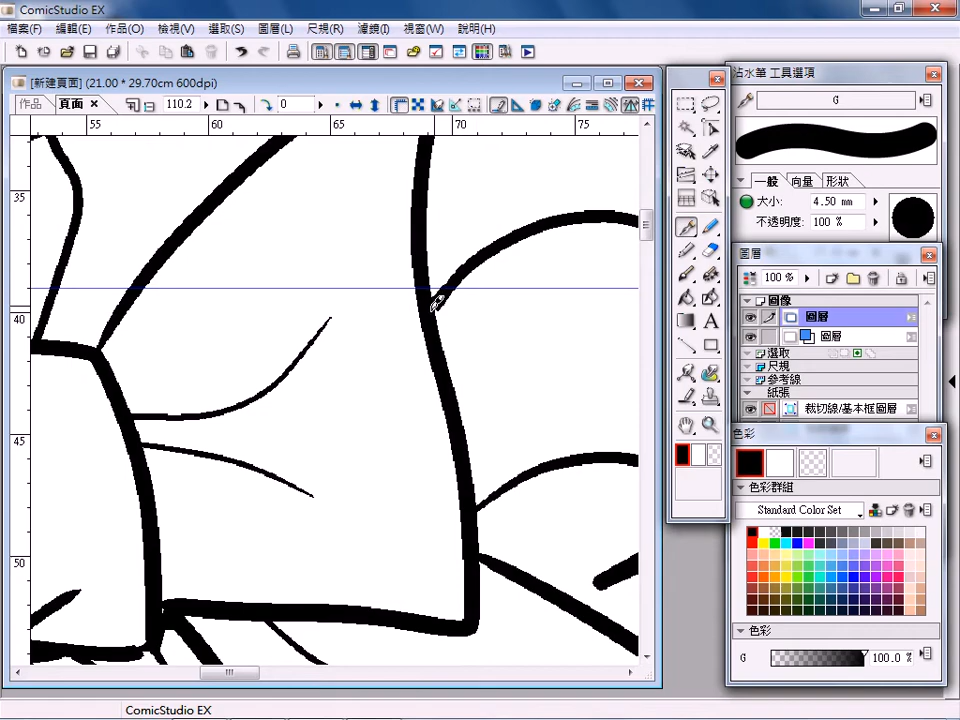 ComicStudio EX
檔案(F) 編輯(E) 作品(O) 檢視(V) 選取(S) 圖層(L) 尺規(R) 濾鏡(I) 視窗(W) 說明(H)
[新建頁面] (21.00 * 29.70cm 600dpi)
作品 頁面 110.2 0
55 60 65 70 75
35
40
45
50
A
沾水筆 工具選項
G
一般 向量 形狀
大小: 4.50 mm
不透明度: 100 %
圖層
100 %
圖像
圖層
圖層
選取
尺規
參考線
紙張
裁切線/基本框圖層
色彩
色彩群組
Standard Color Set
色彩
G 100.0 %
ComicStudio EX